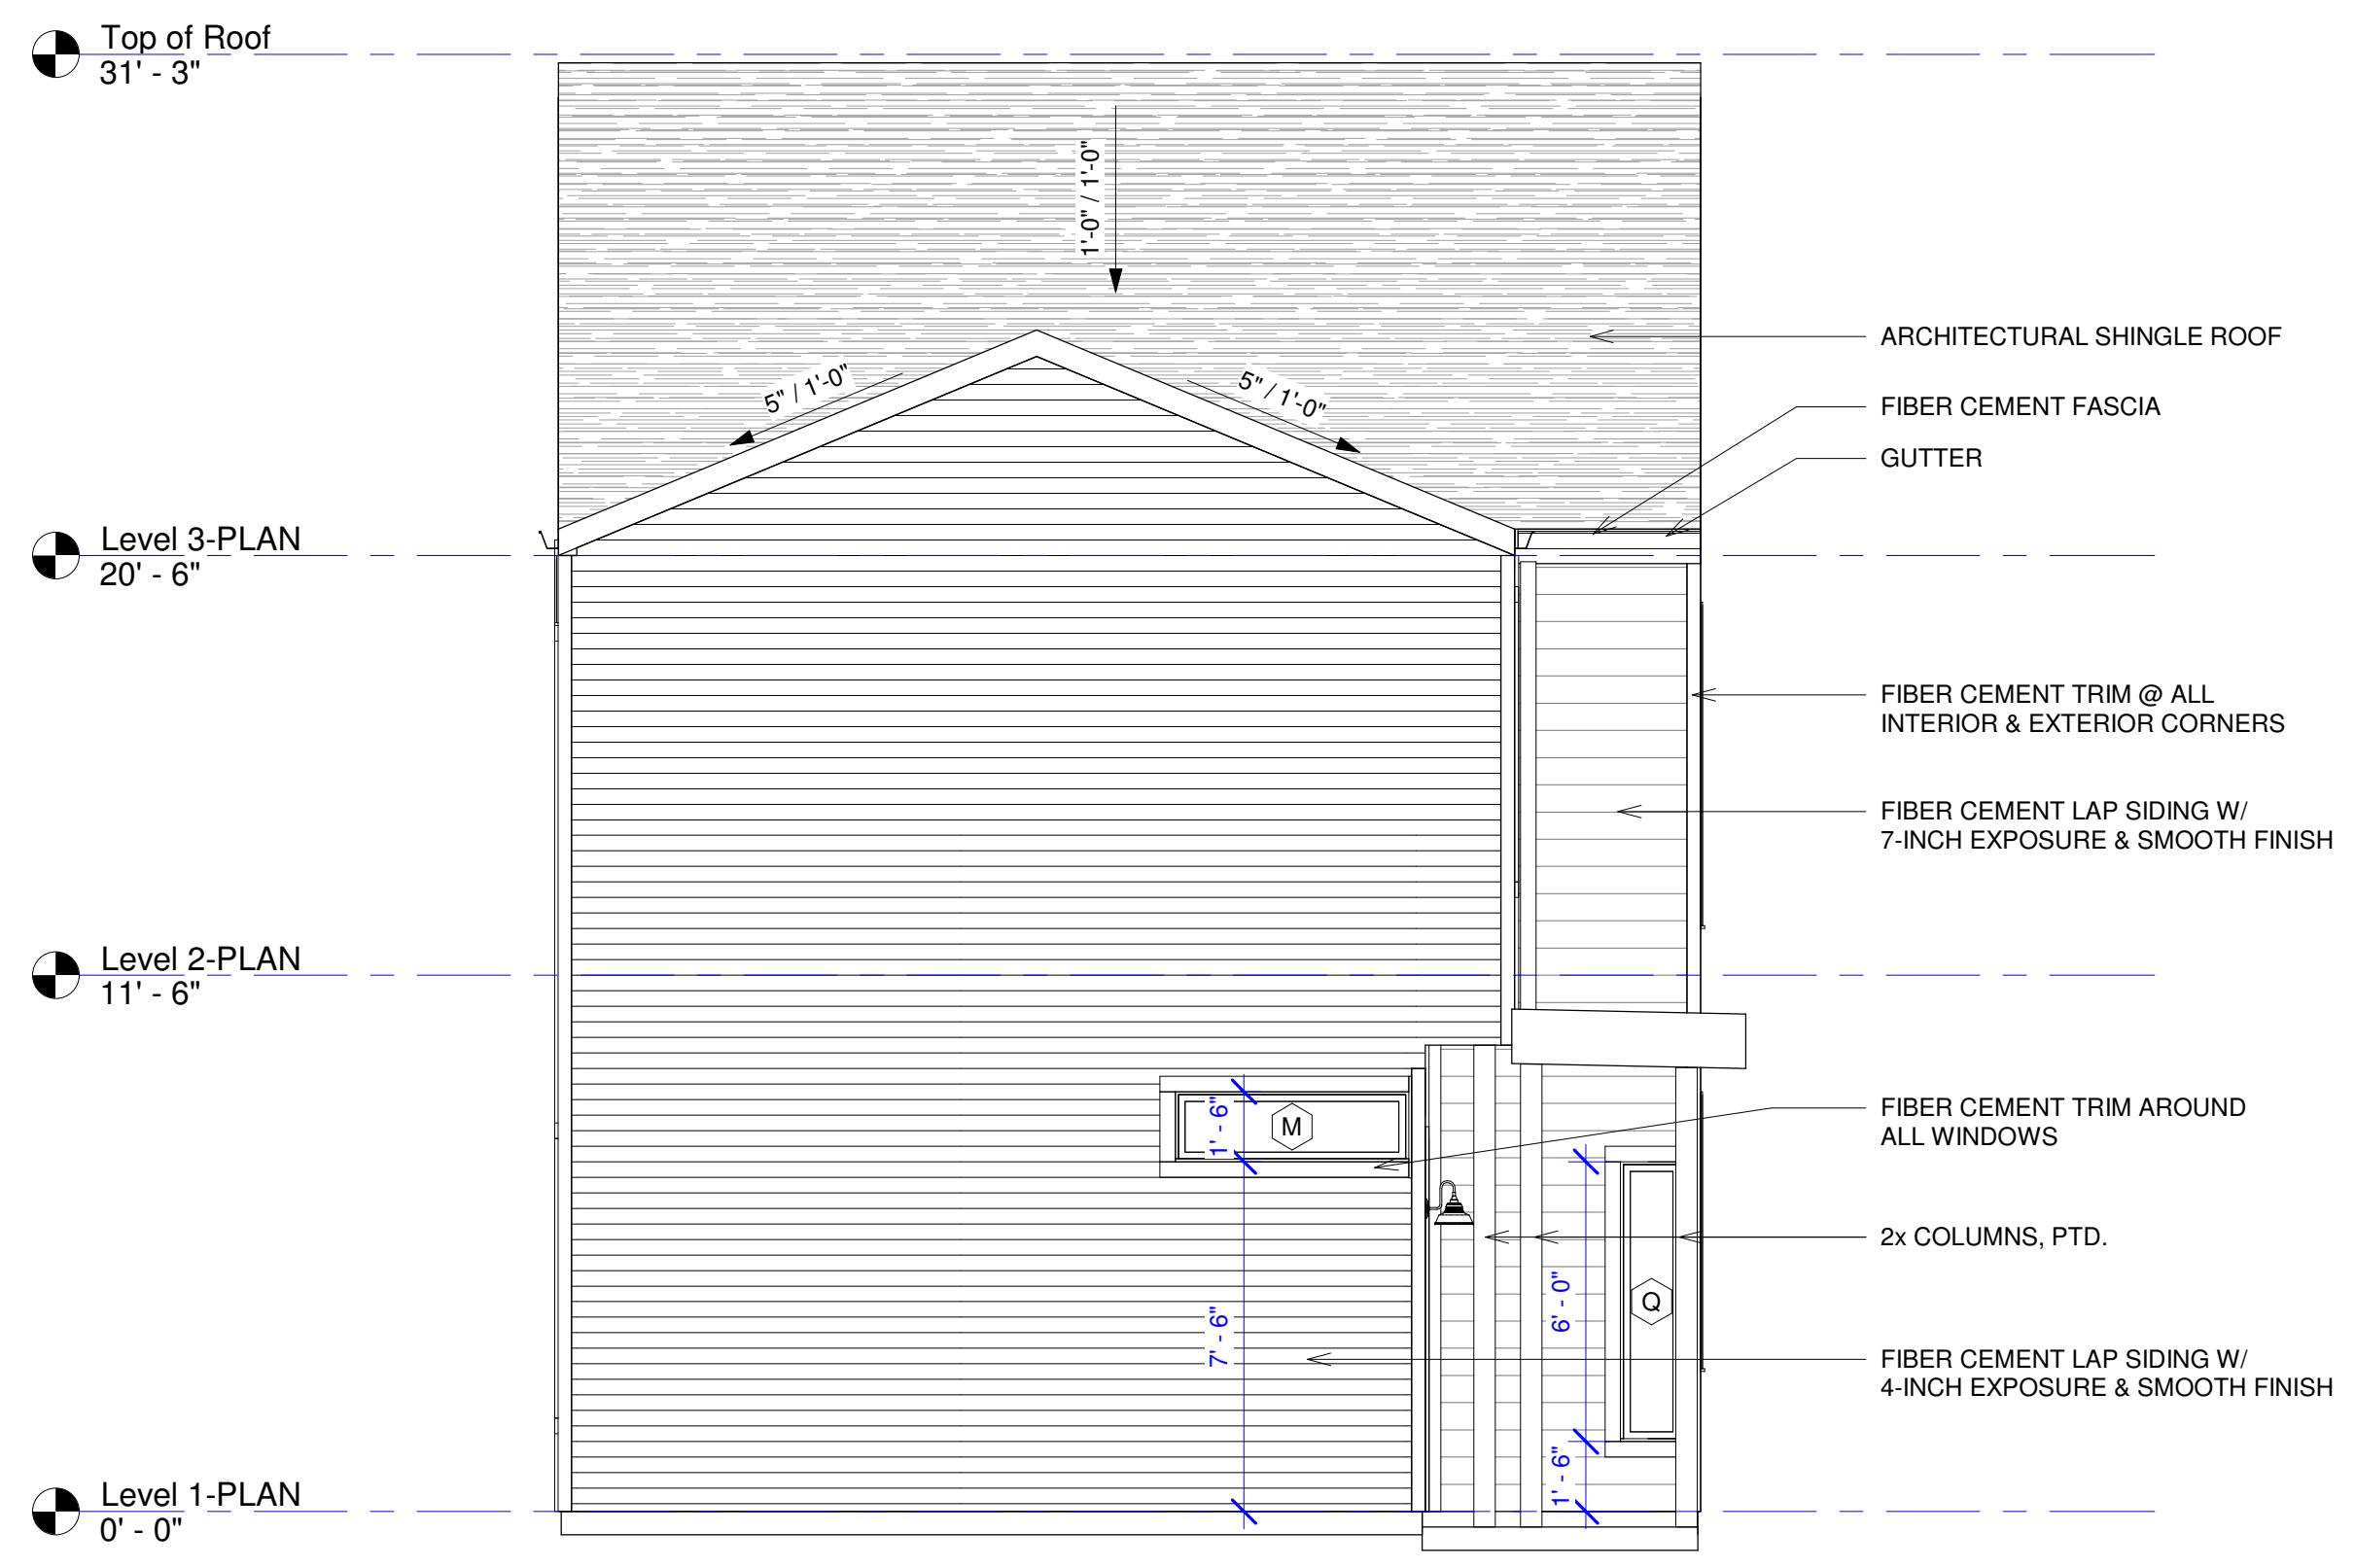 Top of Roof
31' - 3"
1'-0" / 1'-0"
ARCHITECTURAL SHINGLE ROOF
5" / 1'-0"
5" / 1'-0"
FIBER CEMENT FASCIA
GUTTER
Level 3-PLAN
20' - 6"
FIBER CEMENT TRIM @ ALL
INTERIOR & EXTERIOR CORNERS
FIBER CEMENT LAP SIDING W/
7-INCH EXPOSURE & SMOOTH FINISH
Level 2-PLAN
11' - 6"
1' - 6"
M
FIBER CEMENT TRIM AROUND
ALL WINDOWS
2x COLUMNS, PTD.
7' - 6"
6' - 0"
Q
FIBER CEMENT LAP SIDING W/
4-INCH EXPOSURE & SMOOTH FINISH
1' - 6"
Level 1-PLAN
0' - 0"